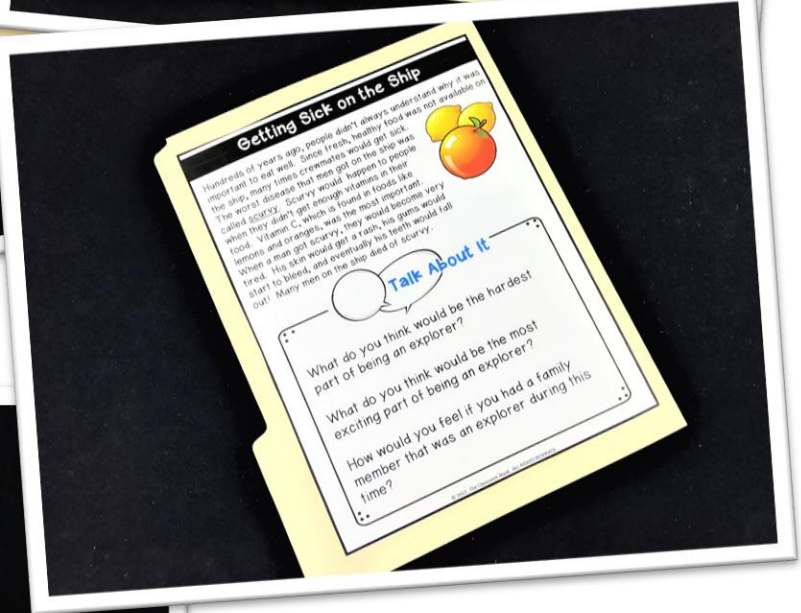 Getting Sick on the Ship
Hundreds of years ago, people didn't always understand why it was
important to eat well. Since fresh, healthy food was not available on
the ship, many times crewmates would get sick.
The worst disease that men got on the ship was
called scurvy. Scurvy would happen to people
when they didn't get enough vitamins in their
food. Vitamin C, which is found in foods like
lemons and oranges, was the most important.
When a man got scurvy, they would become very
tired. His skin would get a rash, his gums would
start to bleed, and eventually his teeth would fall
out! Many men on the ship died of scurvy.
Talk About It
What do you think would be the hardest
part of being an explorer?
What do you think would be the most
exciting part of being an explorer?
How would you feel if you had a family
member that was an explorer during this
time?